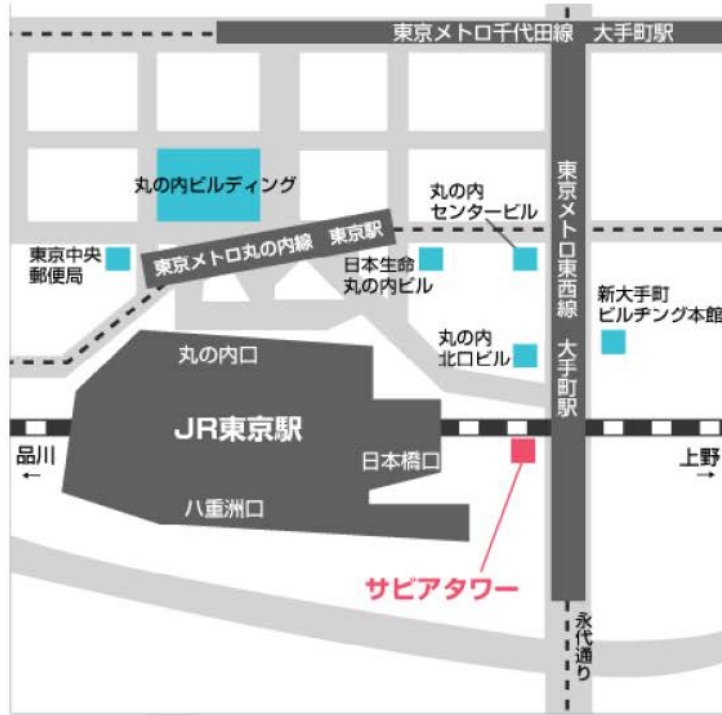 東京メトロ千代田線　大手町駅
丸の内ビルディング
丸の内
センタービル
東京メトロ東西線　大手町駅
東京メトロ丸の内線　東京駅
東京中央
郵便局
日本生命
丸の内ビル
新大手町
ビルヂング本館
丸の内
北口ビル
丸の内口
JR東京駅
品川
←
日本橋口
上野
→
八重洲口
サピアタワー
永代通り